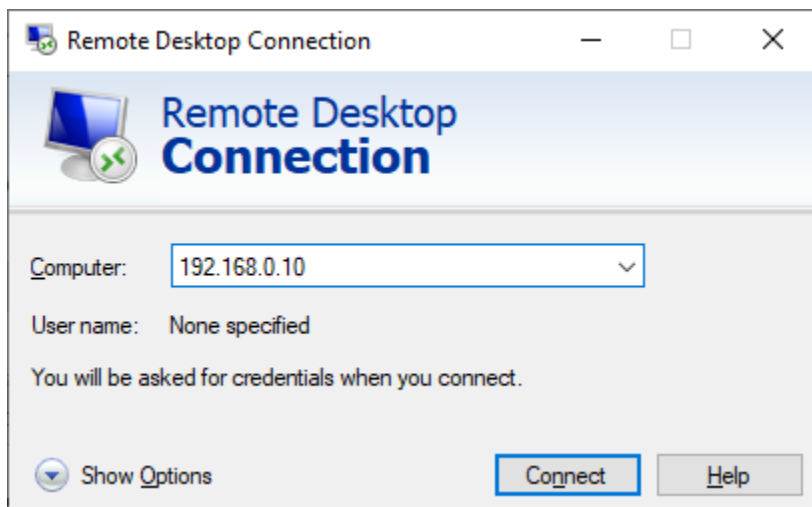 Remote Desktop Connection
Remote Desktop
Connection
Computer: 192.168.0.10
User name: None specified
You will be asked for credentials when you connect.
Show Options Connect Help